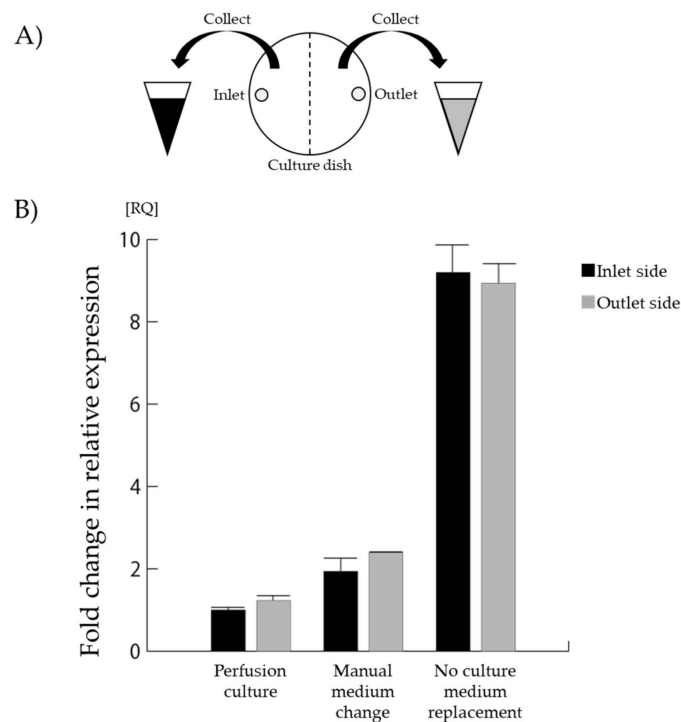 A)
Collect
Collect
Inlet
Outlet
Culture dish
B)
[RQ]
Fold change in relative expression
10
8
6
4
2
0
Inlet side
Outlet side
Perfusion
culture
Manual
medium
change
No culture
medium
replacement